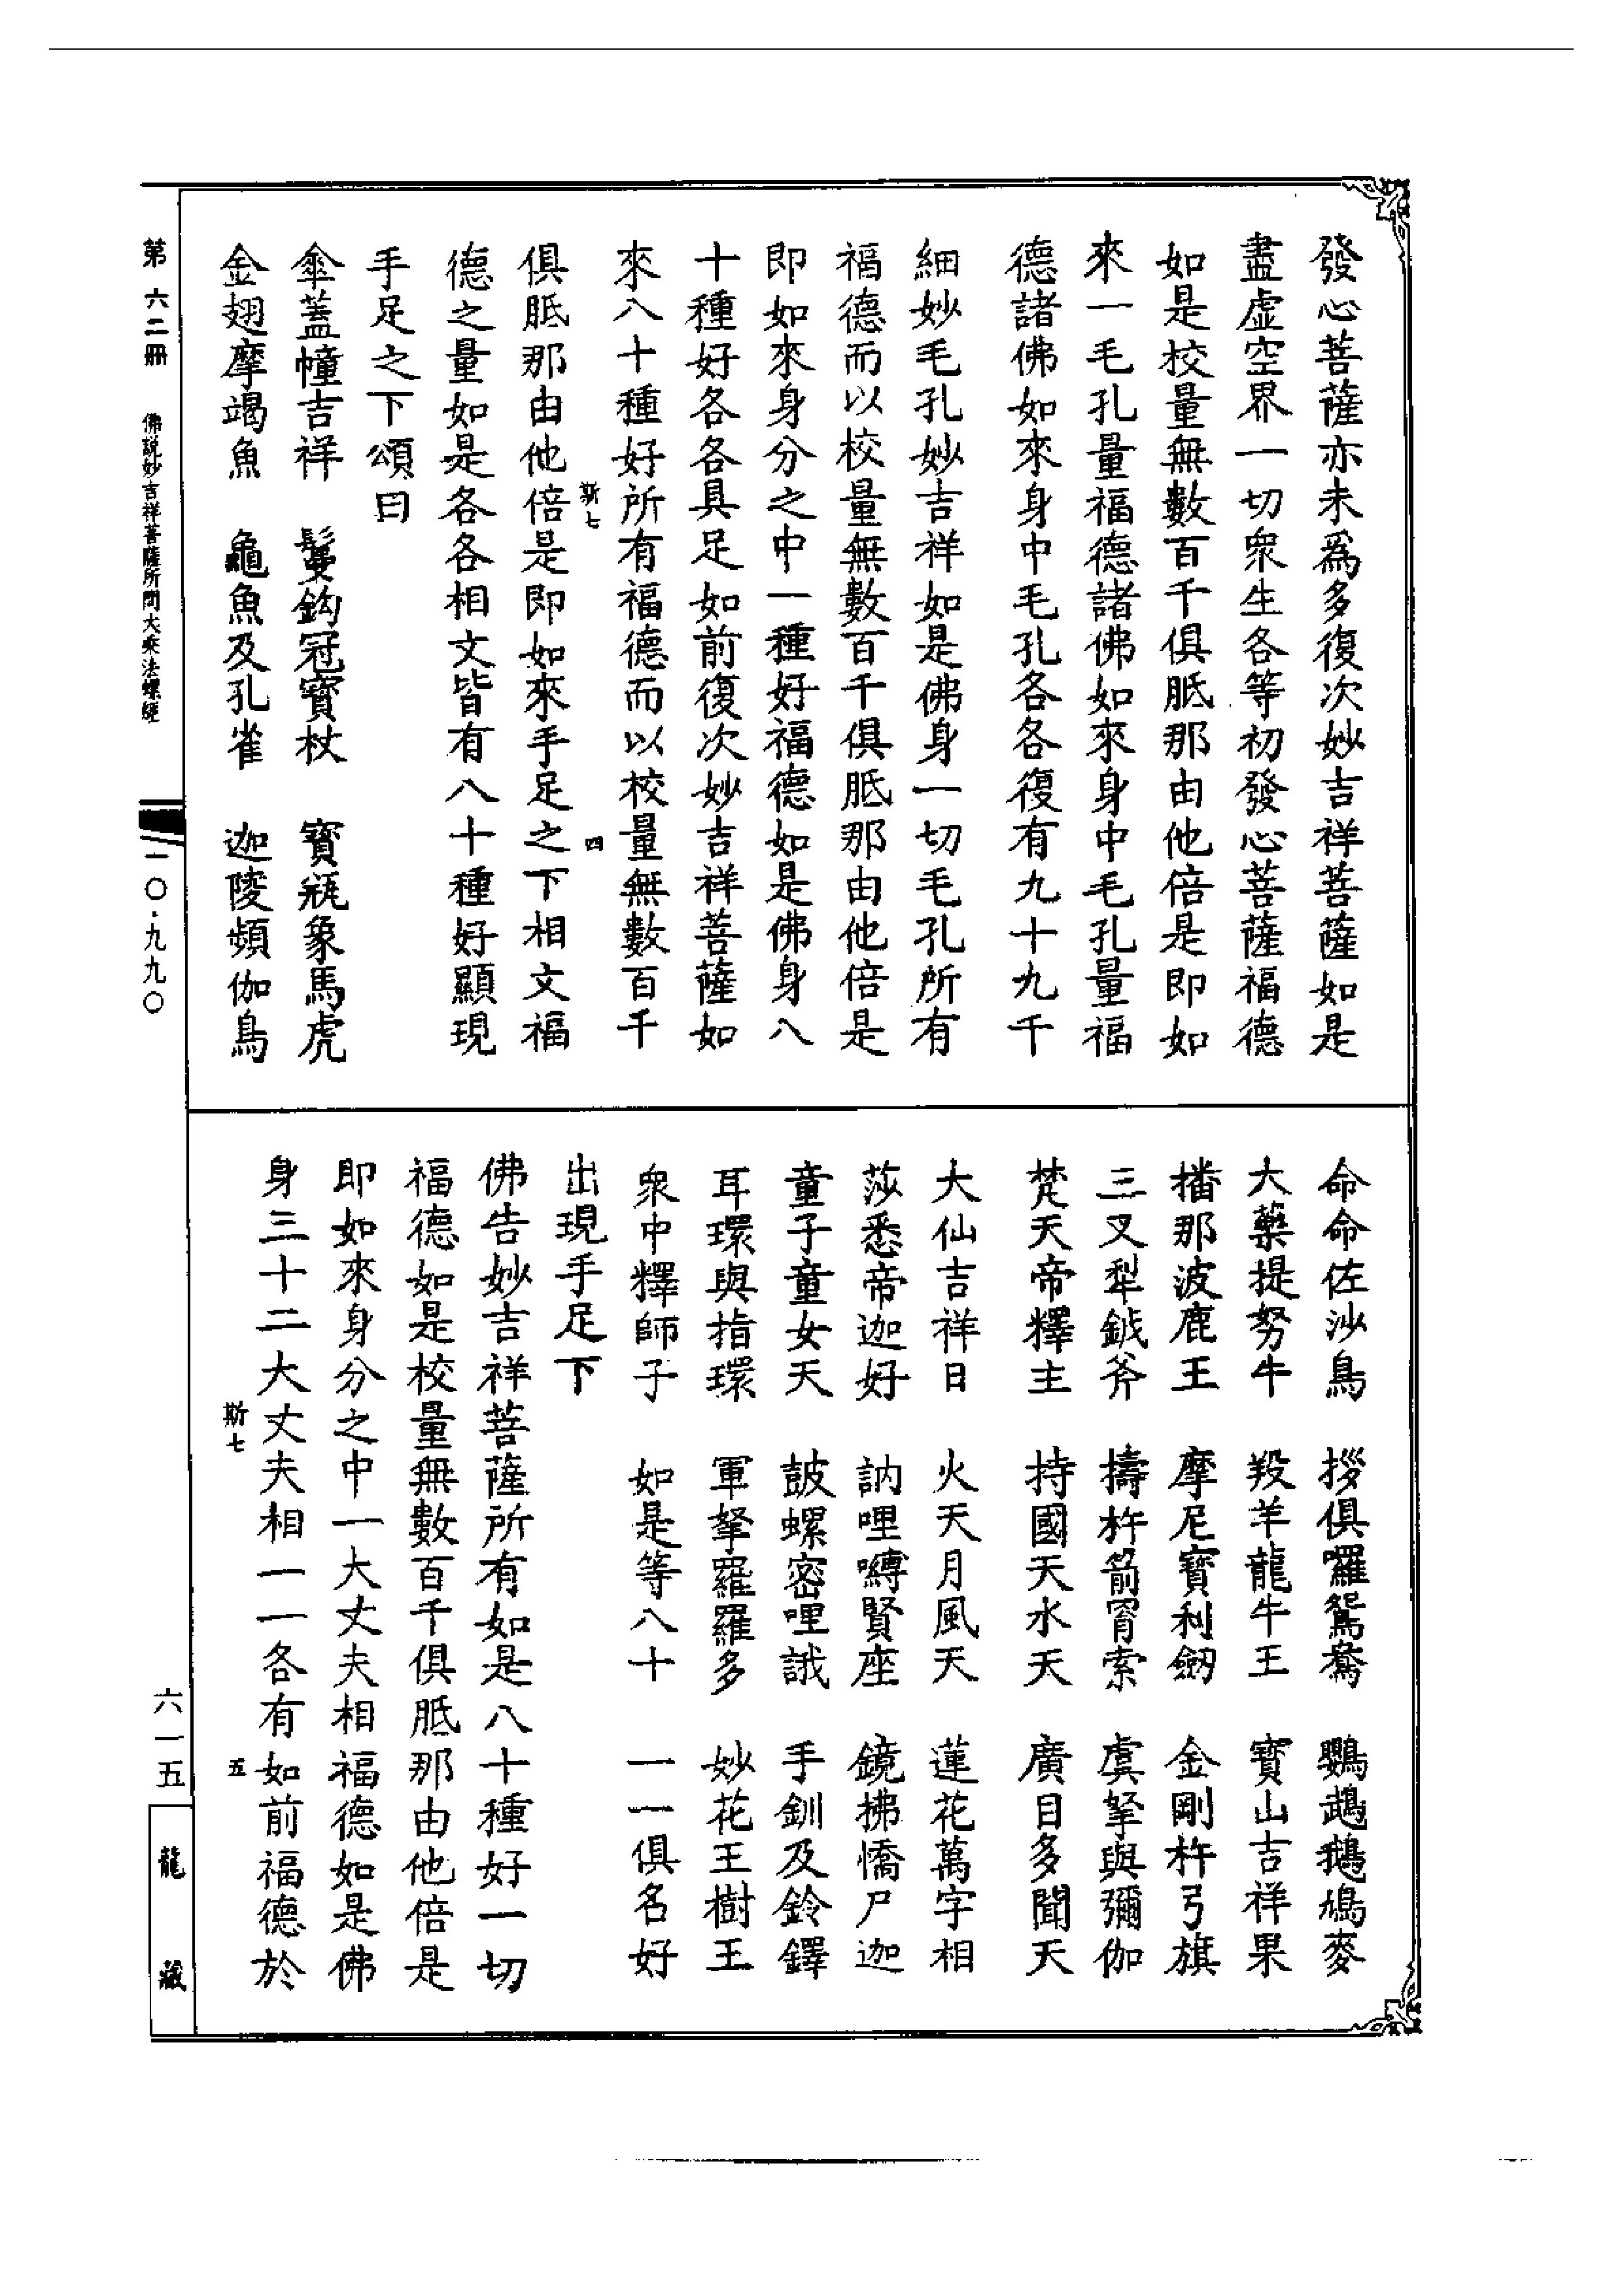 發心菩薩亦未爲多復次妙吉祥菩薩如是
盡虛空界一切衆生各等初發心菩薩福德
如是校量無數百千俱胝那由他倍是即如
來一毛孔量福德諸佛如來身中毛孔量福
德諸佛如來身中毛孔各各復有九十九千
細妙毛孔妙吉祥如是佛身一切毛孔所有
福德而以校量無數百千俱胝那由他倍是
即如來身分之中一種好福德如是佛身八
十種好各各具足如前復次妙吉祥菩薩如
來八十種好所有福德而以校量無數百千
斯七 四
俱胝那由他倍是即如來手足之下相文福
德之量如是各各相文皆有八十種好顯現
手足之下頌曰
傘蓋幢吉祥 鬘鈎冠寶杖 寶瓶象馬虎
金翅摩竭魚 龜魚及孔雀 迦陵頻伽鳥
命命佐沙鳥 拶俱囉鴛鴦 鸚鵡鵝鳩麥
大藥提努牛 羖羊龍牛王 寶山吉祥果
播那波鹿王 摩尼寶利劒 金剛杵弓旗
三叉犁鉞斧 擣杵箭罥索 虞拏與彌伽
梵天帝釋主 持國天水天 廣目多聞天
大仙吉祥日 火天月風天 蓮花萬字相
莎悉帝迦好 訥哩嚩賢座 鏡拂憍尸迦
童子童女天 鼓螺密哩誐 手釧及鈴鐸
耳環與指環 軍拏羅羅多 妙花王樹王
衆中釋師子 如是等八十 一一俱名好
出現手足下
佛告妙吉祥菩薩所有如是八十種好一切
福德如是校量無數百千俱胝那由他倍是
即如來身分之中一大丈夫相福德如是佛
身三十二大丈夫相一一各有如前福德於
斯七 五
第六二冊 佛說妙吉祥菩薩所問大乘法螺經
一〇·九九〇
六一五
龍藏